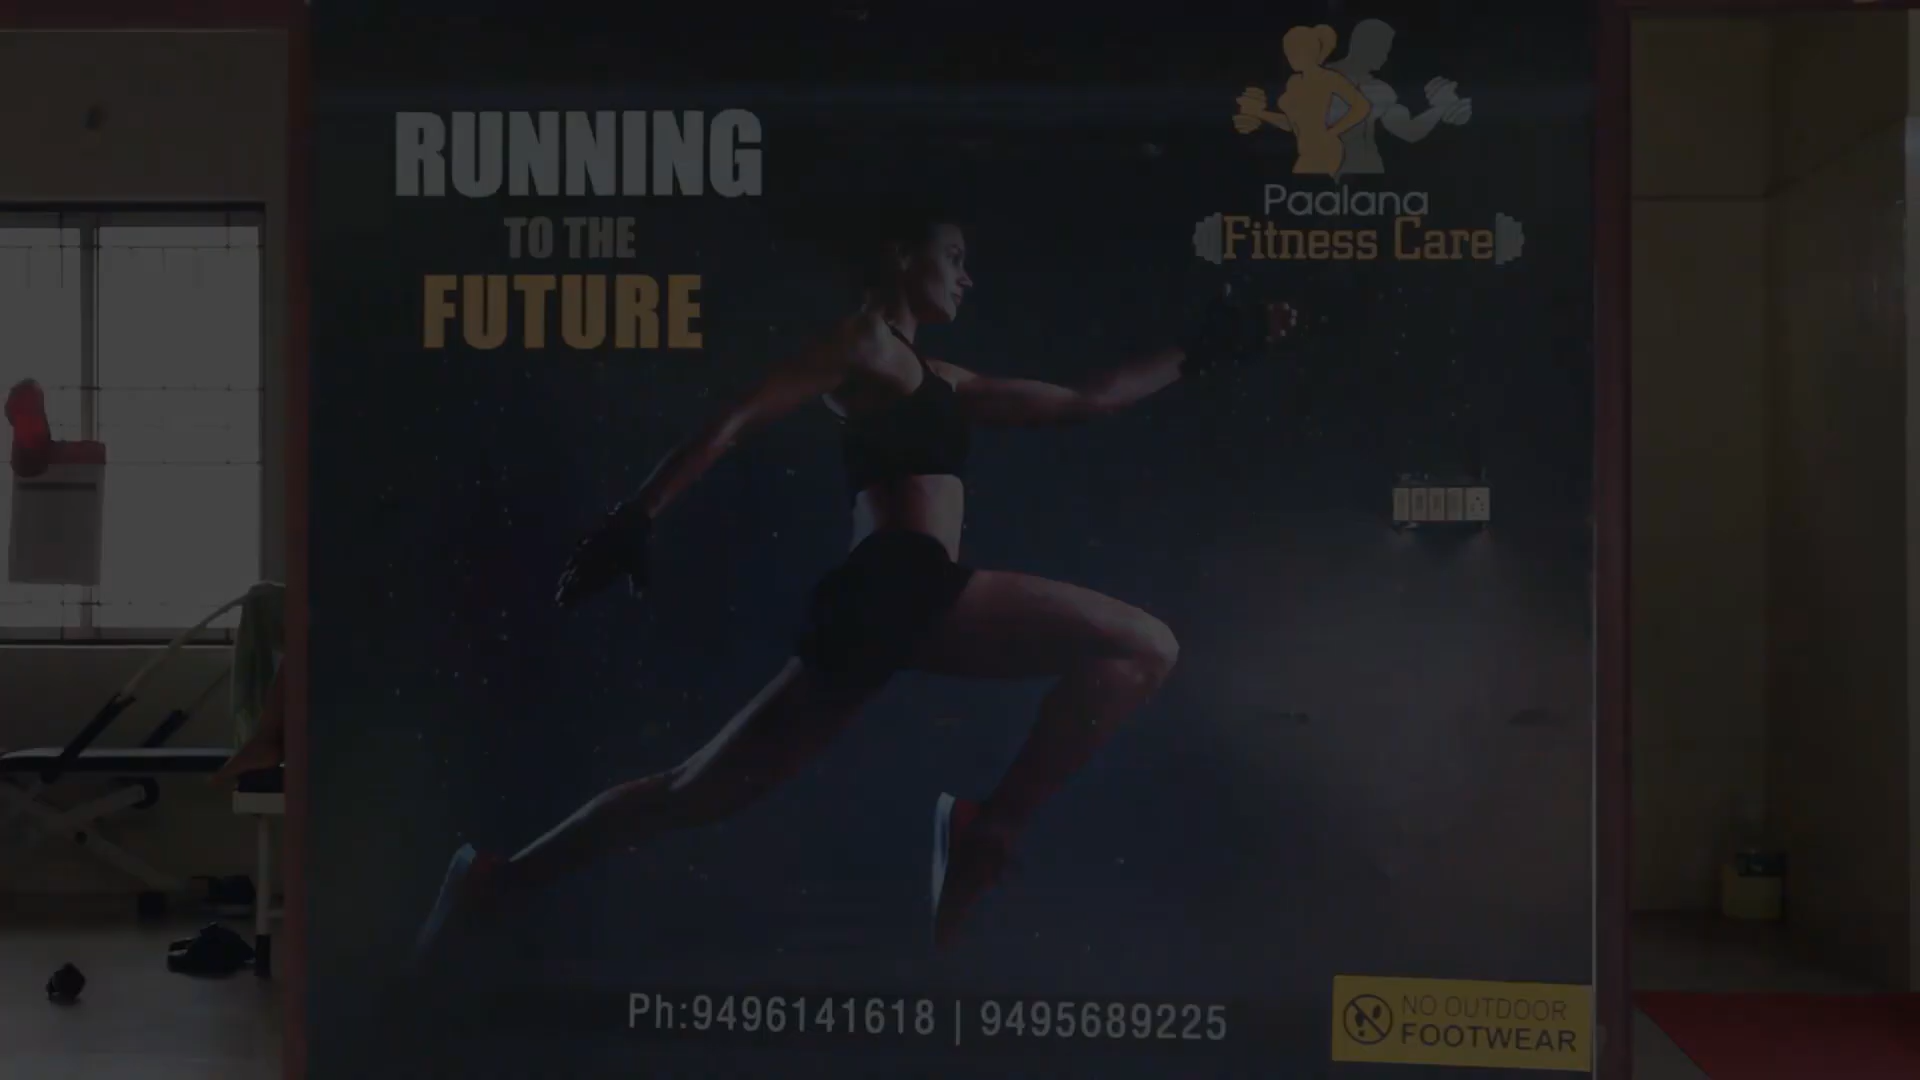 RUNNING
TO THE
FUTURE
Paalana
Fitness Care
Ph:9496141618 | 9495689225
NO OUTDOOR
FOOTWEAR